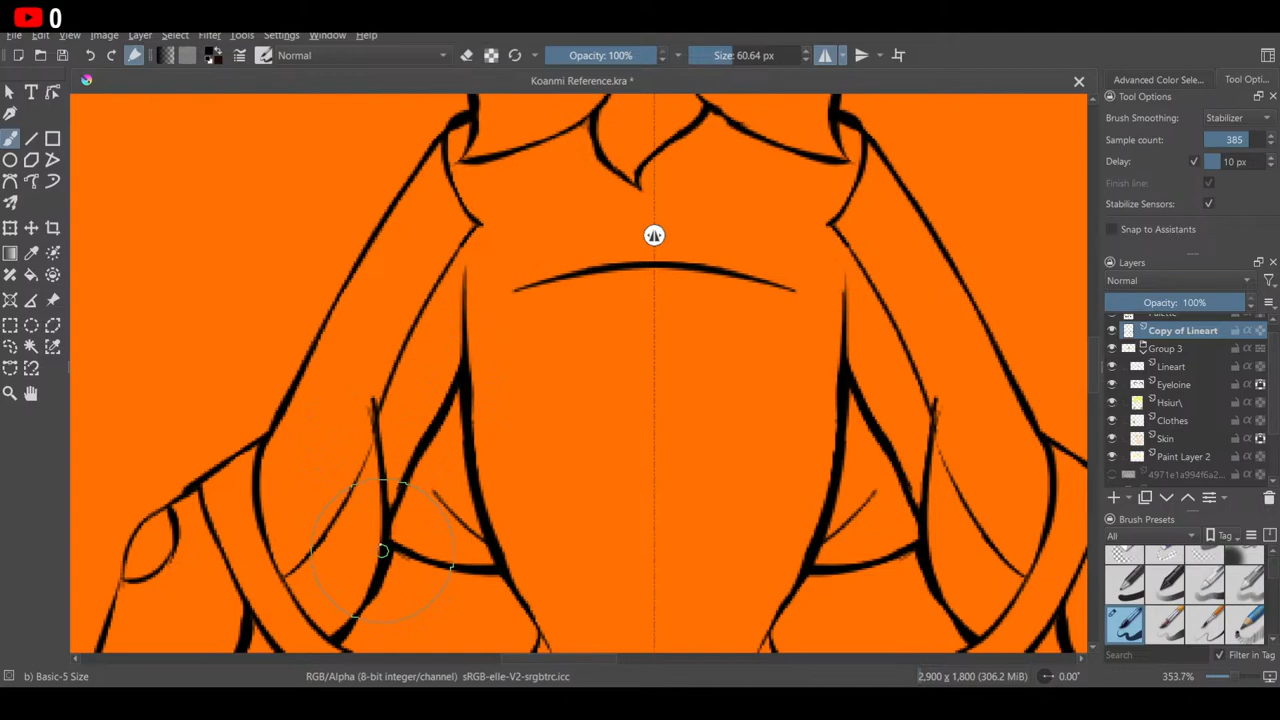 0
File Edit View Image Layer Select Filter Tools Settings Window Help
Normal
Opacity: 100%
Size: 60.64 px
Koanmi Reference.kra *
Advanced Color Sele...
Tool Opti...
Tool Options
Brush Smoothing:
Stabilizer
Sample count:
385
Delay:
10 px
Finish line:
Stabilize Sensors:
Snap to Assistants
Layers
Normal
Opacity: 100%
Copy of Lineart
Group 3
Lineart
Eyeloine
Hsiur\
Clothes
Skin
Paint Layer 2
4971e1a994f6a2...
Brush Presets
All
Tag
Search
Filter in Tag
b) Basic-5 Size
RGB/Alpha (8-bit integer/channel) sRGB-elle-V2-srgbtrc.icc
2,900 x 1,800 (306.2 MiB)
0.00°
353.7%